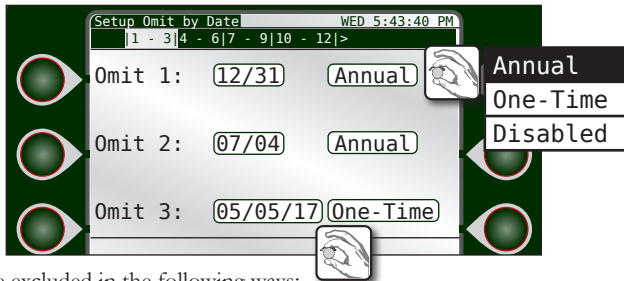 Setup Omit by Date WED 5:43:40 PM
|1 - 3|4 - 6|7 - 9|10 - 12|>
Omit 1: 12/31 Annual
Annual
One-Time
Disabled
Omit 2: 07/04 Annual
Omit 3: 05/05/17 One-Time
excluded in the following ways: